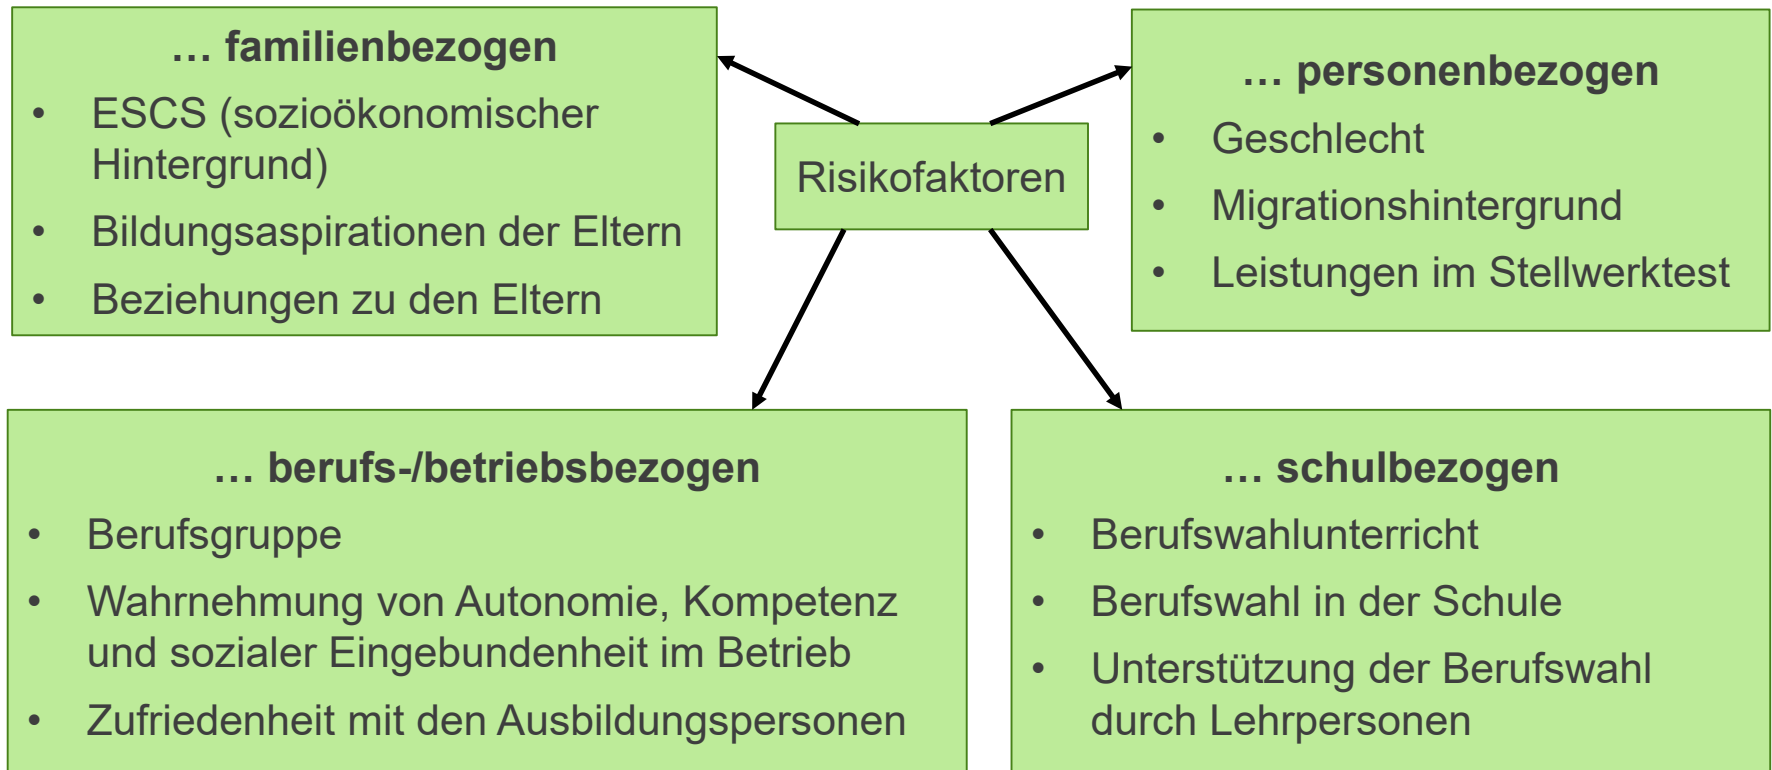 … familienbezogen
• ESCS (sozioökonomischer
Hintergrund)
• Bildungsaspirationen der Eltern
• Beziehungen zu den Eltern
Risikofaktoren
… personenbezogen
• Geschlecht
• Migrationshintergrund
• Leistungen im Stellwerktest
… berufs-/betriebsbezogen
• Berufsgruppe
• Wahrnehmung von Autonomie, Kompetenz
und sozialer Eingebundenheit im Betrieb
• Zufriedenheit mit den Ausbildungspersonen
… schulbezogen
• Berufswahlunterricht
• Berufswahl in der Schule
• Unterstützung der Berufswahl
durch Lehrpersonen